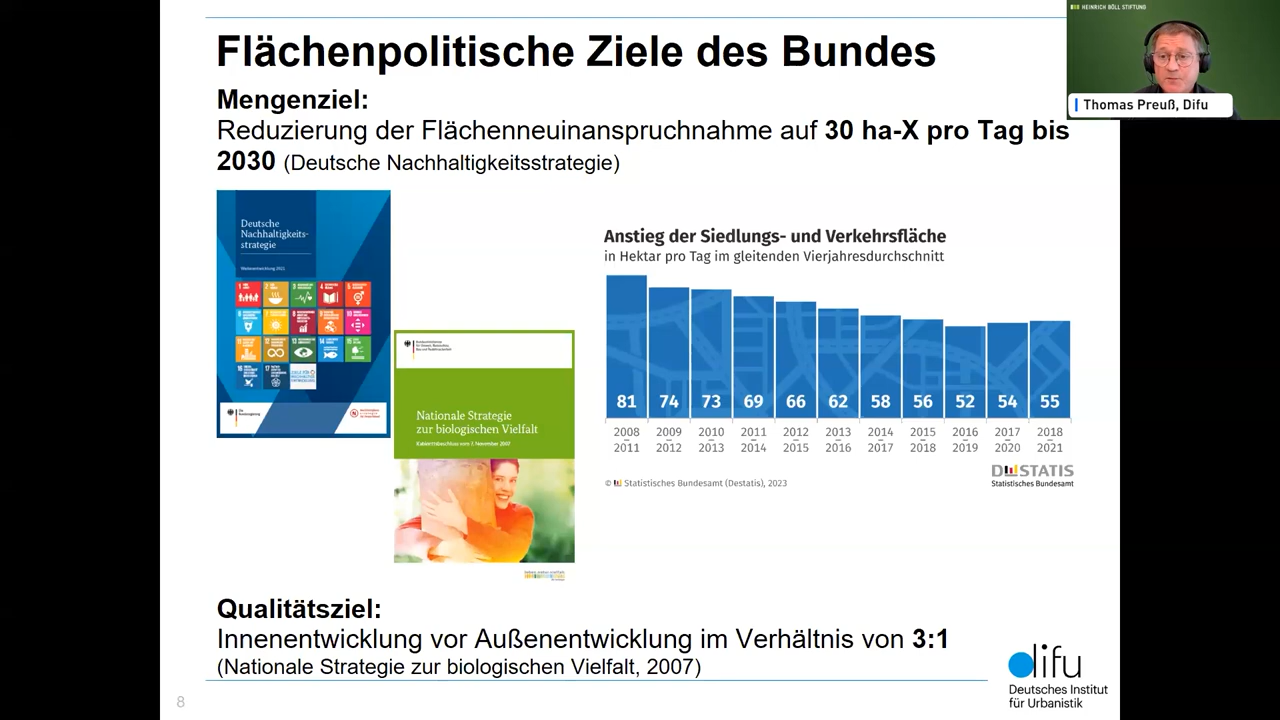 HEINRICH BÖLL STIFTUNG
Thomas Preuß, Difu
Flächenpolitische Ziele des Bundes
Mengenziel:
Reduzierung der Flächenneuinanspruchnahme auf 30 ha-X pro Tag bis
2030 (Deutsche Nachhaltigkeitsstrategie)
Deutsche
Nachhaltigkeits-
strategie
Weiterentwicklung 2021
Die
Bundesregierung
Nationale Strategie
zur biologischen Vielfalt
Kabinettsbeschluss vom 7. November 2007
Anstieg der Siedlungs- und Verkehrsfläche
in Hektar pro Tag im gleitenden Vierjahresdurchschnitt
81 74 73 69 66 62 58 56 52 54 55
2008 2009 2010 2011 2012 2013 2014 2015 2016 2017 2018
– – – – – – – – – – –
2011 2012 2013 2014 2015 2016 2017 2018 2019 2020 2021
© Statistisches Bundesamt (Destatis), 2023
DESTATIS
Statistisches Bundesamt
Qualitätsziel:
Innenentwicklung vor Außenentwicklung im Verhältnis von 3:1
(Nationale Strategie zur biologischen Vielfalt, 2007)
difu
Deutsches Institut
für Urbanistik
8